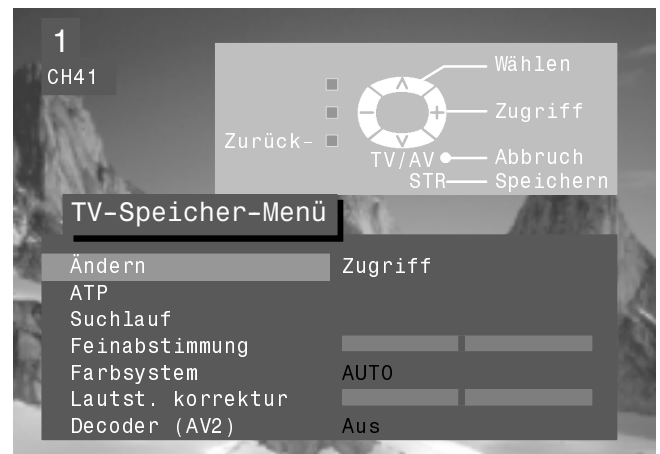 1
CH41
Wählen
Zugriff
Zurück–
TV/AV Abbruch
STR Speichern
TV–Speicher–Menü
Ändern Zugriff
ATP
Suchlauf
Feinabstimmung
Farbsystem AUTO
Lautst. korrektur
Decoder (AV2) Aus